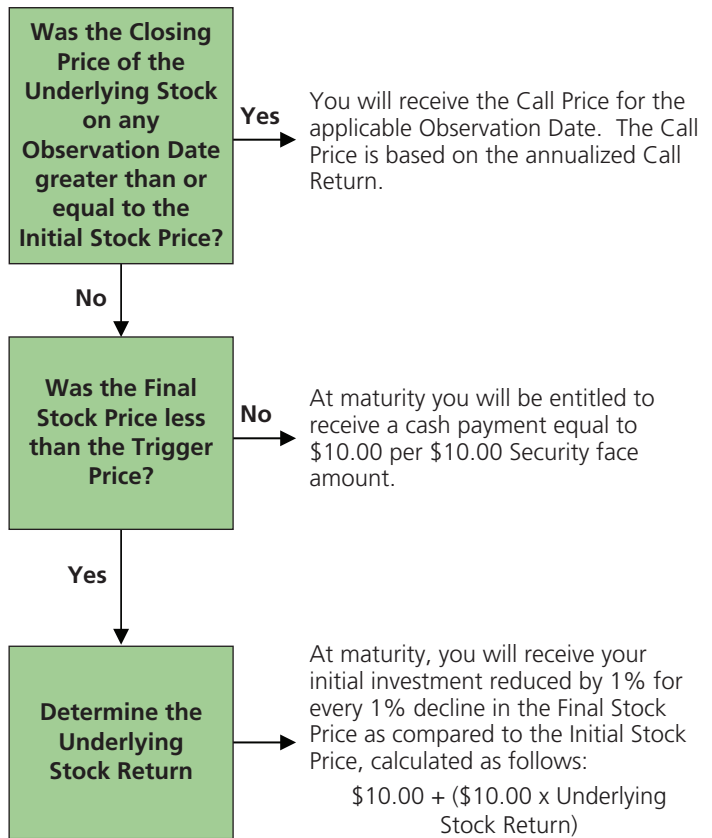 Was the Closing
Price of the
Underlying Stock
on any
Observation Date
greater than or
equal to the
Initial Stock Price?
Yes
You will receive the Call Price for the
applicable Observation Date.  The Call
Price is based on the annualized Call
Return.
No
Was the Final
Stock Price less
than the Trigger
Price?
No
At maturity you will be entitled to
receive a cash payment equal to
$10.00 per $10.00 Security face
amount.
Yes
Determine the
Underlying
Stock Return
At maturity, you will receive your
initial investment reduced by 1% for
every 1% decline in the Final Stock
Price as compared to the Initial Stock
Price, calculated as follows:
$10.00 + ($10.00 x Underlying
Stock Return)